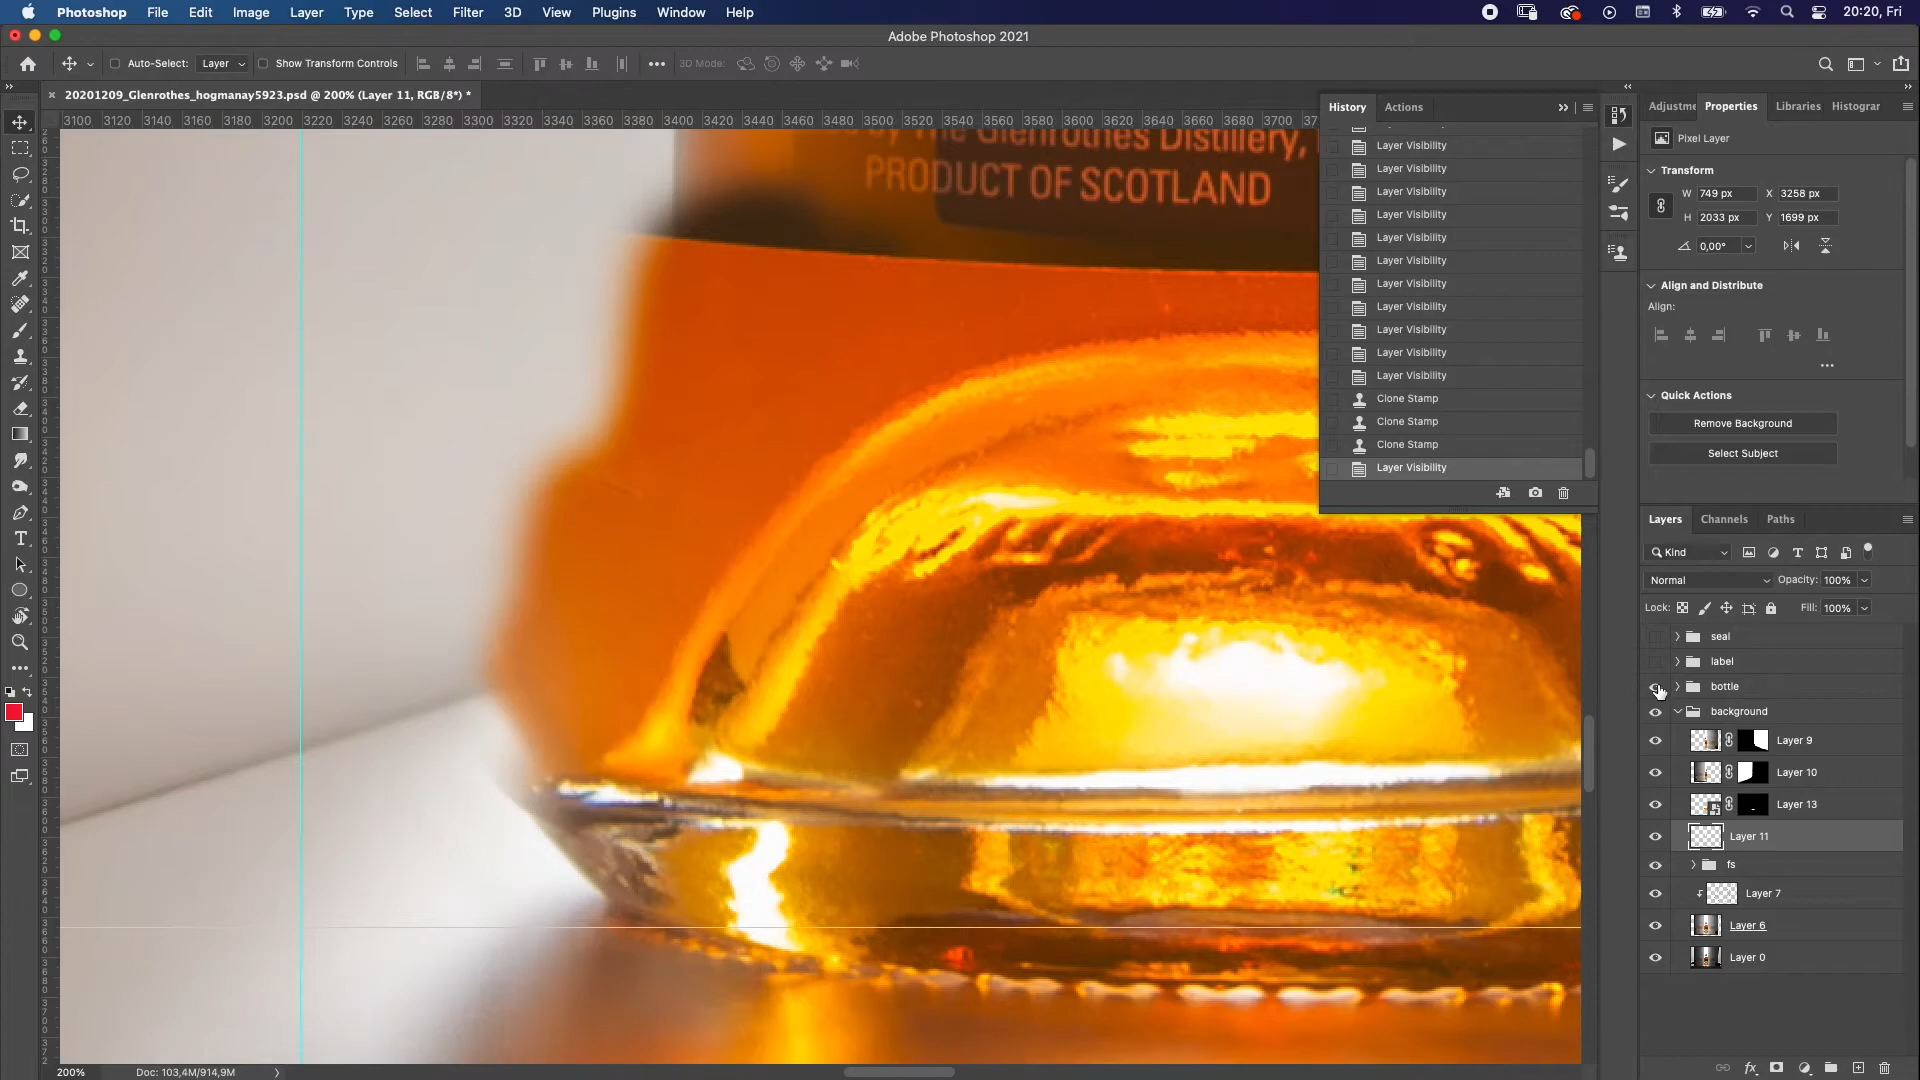 Photoshop File Edit Image Layer Type Select Filter 3D View Plugins Window Help 20:20, Fri
Adobe Photoshop 2021
Auto-Select: Layer Show Transform Controls 3D Mode:
20201209_Glenrothes_hogmanay5923.psd @ 200% (Layer 11, RGB/8*) *
3100 3120 3140 3160 3180 3200 3220 3240 3260 3280 3300 3320 3340 3360 3380 3400 3420 3440 3460 3480 3500 3520 3540 3560 3580 3600 3620 3640 3660 3680 3700
by The Glenrothes Distillery,
PRODUCT OF SCOTLAND
History Actions
Layer Visibility
Layer Visibility
Layer Visibility
Layer Visibility
Layer Visibility
Layer Visibility
Layer Visibility
Layer Visibility
Layer Visibility
Layer Visibility
Layer Visibility
Clone Stamp
Clone Stamp
Clone Stamp
Layer Visibility
Adjustme Properties Libraries Histogran
Pixel Layer
Transform
W 749 px X 3258 px
H 2033 px Y 1699 px
0,00°
Align and Distribute
Align:
Quick Actions
Remove Background
Select Subject
Layers Channels Paths
Kind
Normal Opacity: 100%
Lock: Fill: 100%
seal
label
bottle
background
Layer 9
Layer 10
Layer 13
Layer 11
fs
Layer 7
Layer 6
Layer 0
200% Doc: 103,4M/914,9M